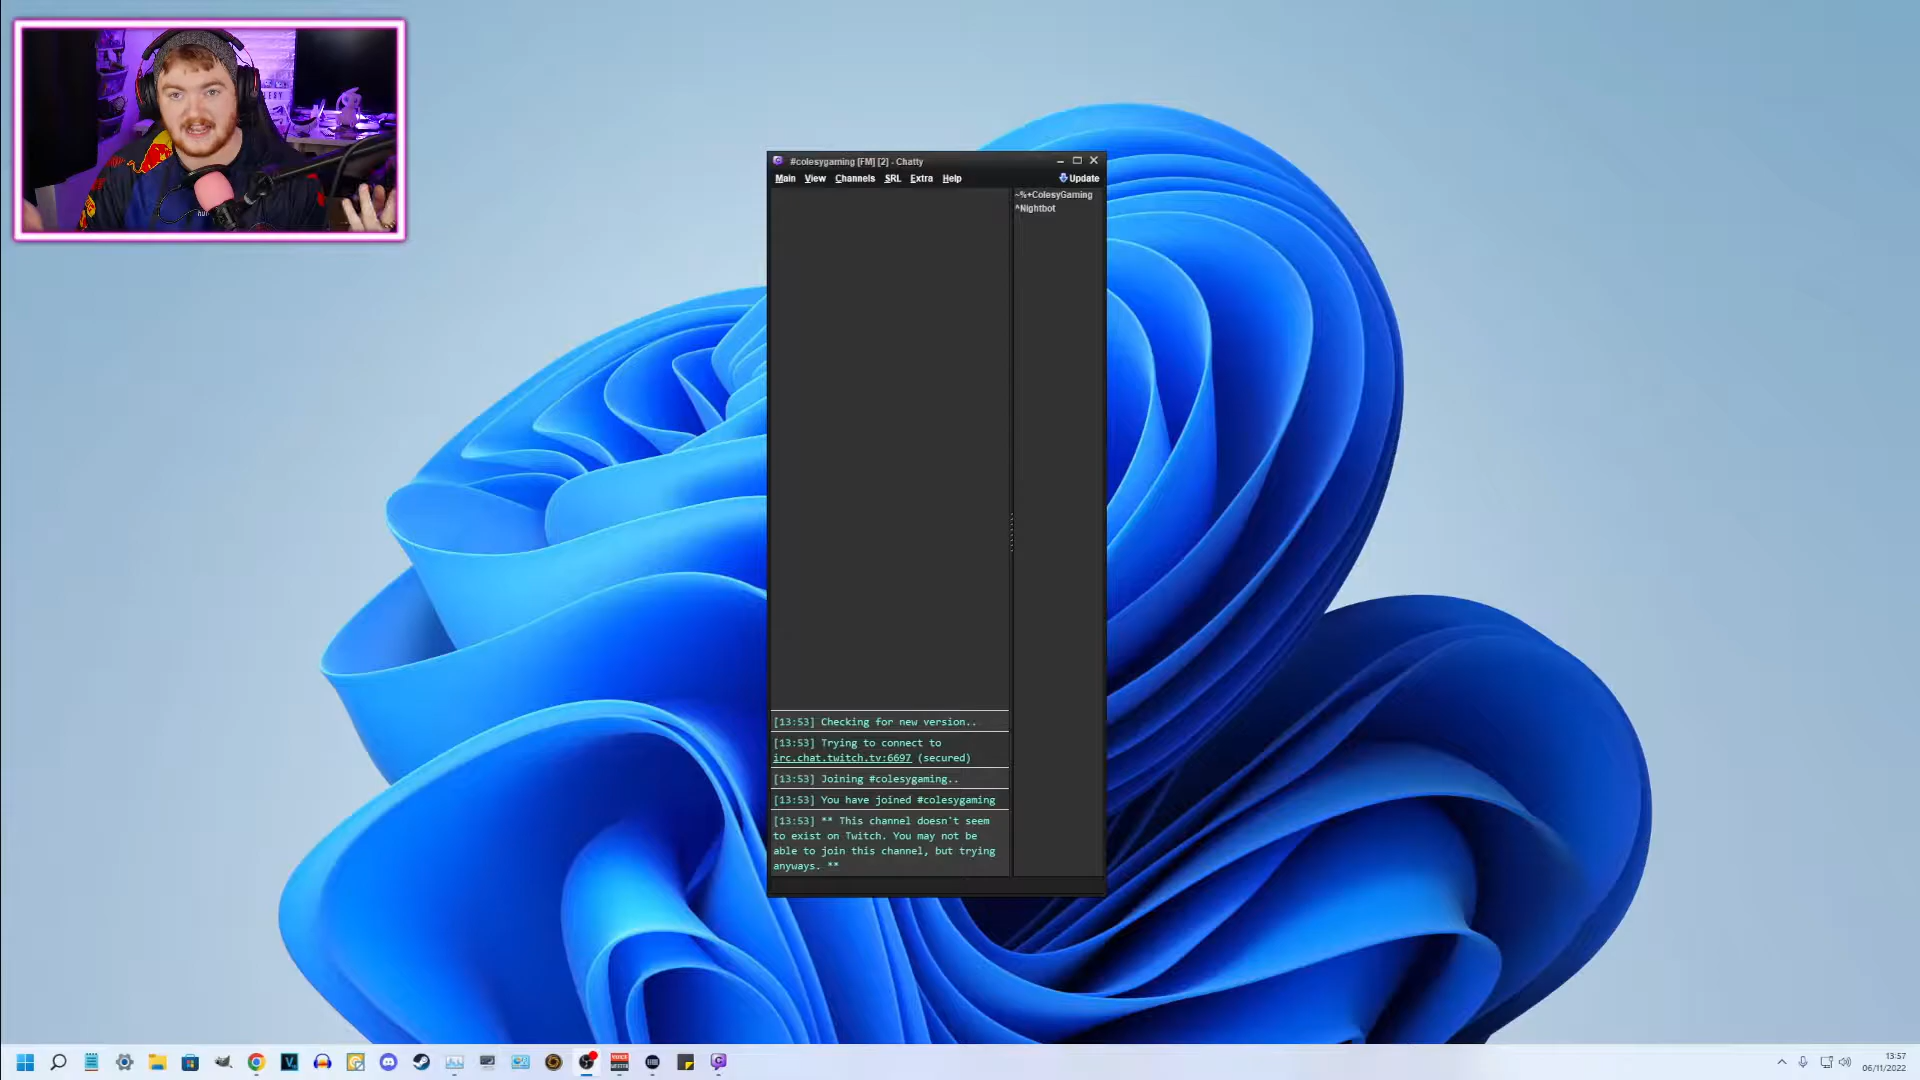 #colesygaming [FM] [2] - Chatty
Main View Channels SRL Extra Help Update
~%+ColesyGaming
^Nightbot
[13:53] Checking for new version..
[13:53] Trying to connect to
irc.chat.twitch.tv:6697 (secured)
[13:53] Joining #colesygaming..
[13:53] You have joined #colesygaming
[13:53] ** This channel doesn't seem
to exist on Twitch. You may not be
able to join this channel, but trying
anyways. **
13:57
06/11/2022